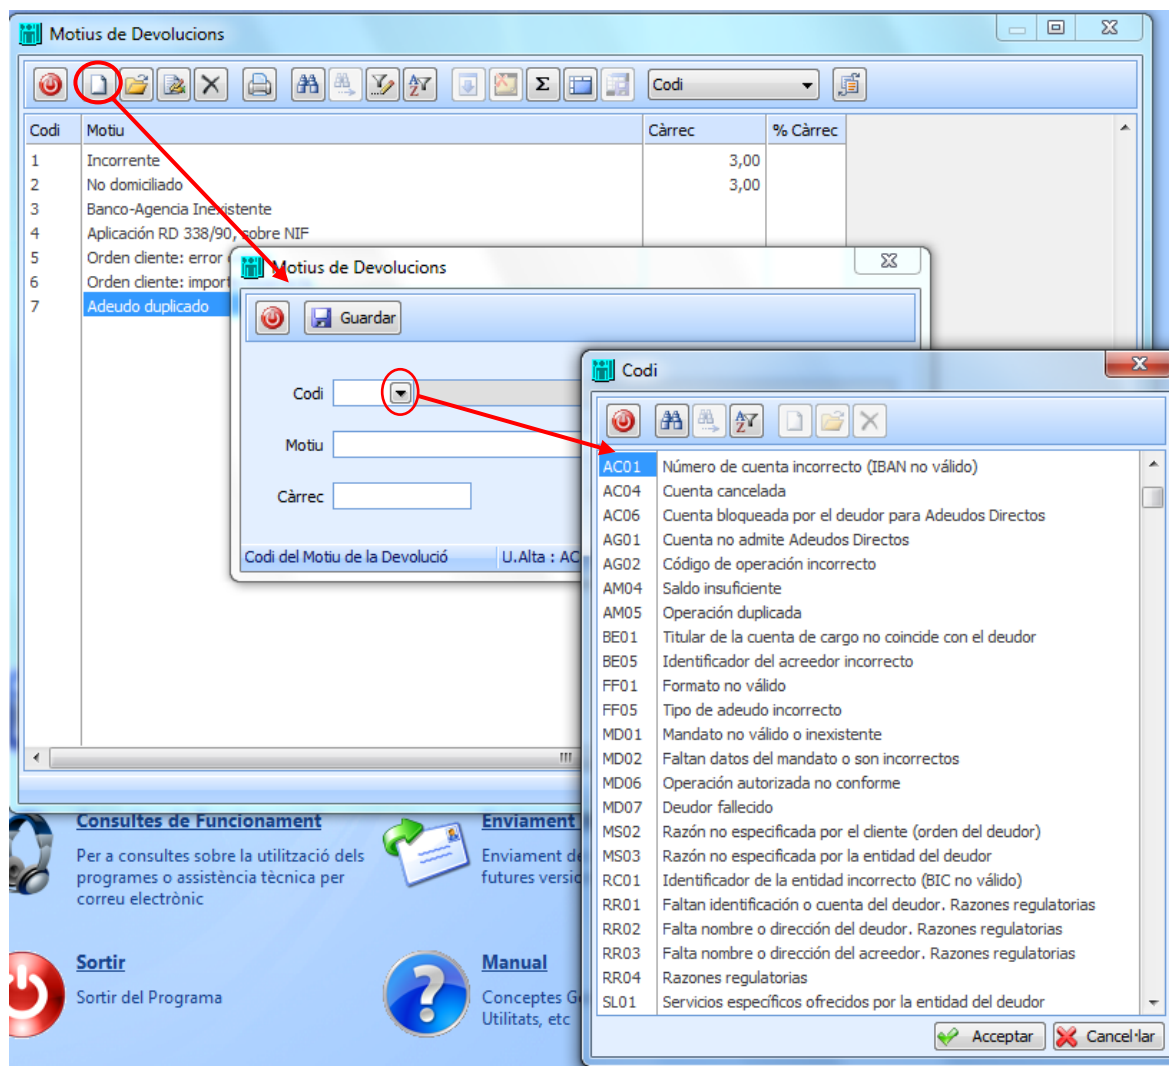 Motius de Devolucions
Codi
Codi Motiu Càrrec % Càrrec
1 Incorrente 3,00
2 No domiciliado 3,00
3 Banco-Agencia Inexistente
4 Aplicación RD 338/90, sobre NIF
5 Orden cliente: error
6 Orden cliente: import
7 Adeudo duplicado
Motius de Devolucions
Guardar
Codi
Motiu
Càrrec
Codi del Motiu de la Devolució U.Alta : AC
Codi
AC01 Número de cuenta incorrecto (IBAN no válido)
AC04 Cuenta cancelada
AC06 Cuenta bloqueada por el deudor para Adeudos Directos
AG01 Cuenta no admite Adeudos Directos
AG02 Código de operación incorrecto
AM04 Saldo insuficiente
AM05 Operación duplicada
BE01 Titular de la cuenta de cargo no coincide con el deudor
BE05 Identificador del acreedor incorrecto
FF01 Formato no válido
FF05 Tipo de adeudo incorrecto
MD01 Mandato no válido o inexistente
MD02 Faltan datos del mandato o son incorrectos
MD06 Operación autorizada no conforme
MD07 Deudor fallecido
MS02 Razón no especificada por el cliente (orden del deudor)
MS03 Razón no especificada por la entidad del deudor
RC01 Identificador de la entidad incorrecto (BIC no válido)
RR01 Faltan identificación o cuenta del deudor. Razones regulatorias
RR02 Falta nombre o dirección del deudor. Razones regulatorias
RR03 Falta nombre o dirección del acreedor. Razones regulatorias
RR04 Razones regulatorias
SL01 Servicios específicos ofrecidos por la entidad del deudor
Acceptar Cancel·lar
Consultes de Funcionament
Per a consultes sobre la utilització dels
programes o assistència tècnica per
correu electrònic
Enviament
Enviament de
futures versio
Sortir
Sortir del Programa
Manual
Conceptes G
Utilitats, etc